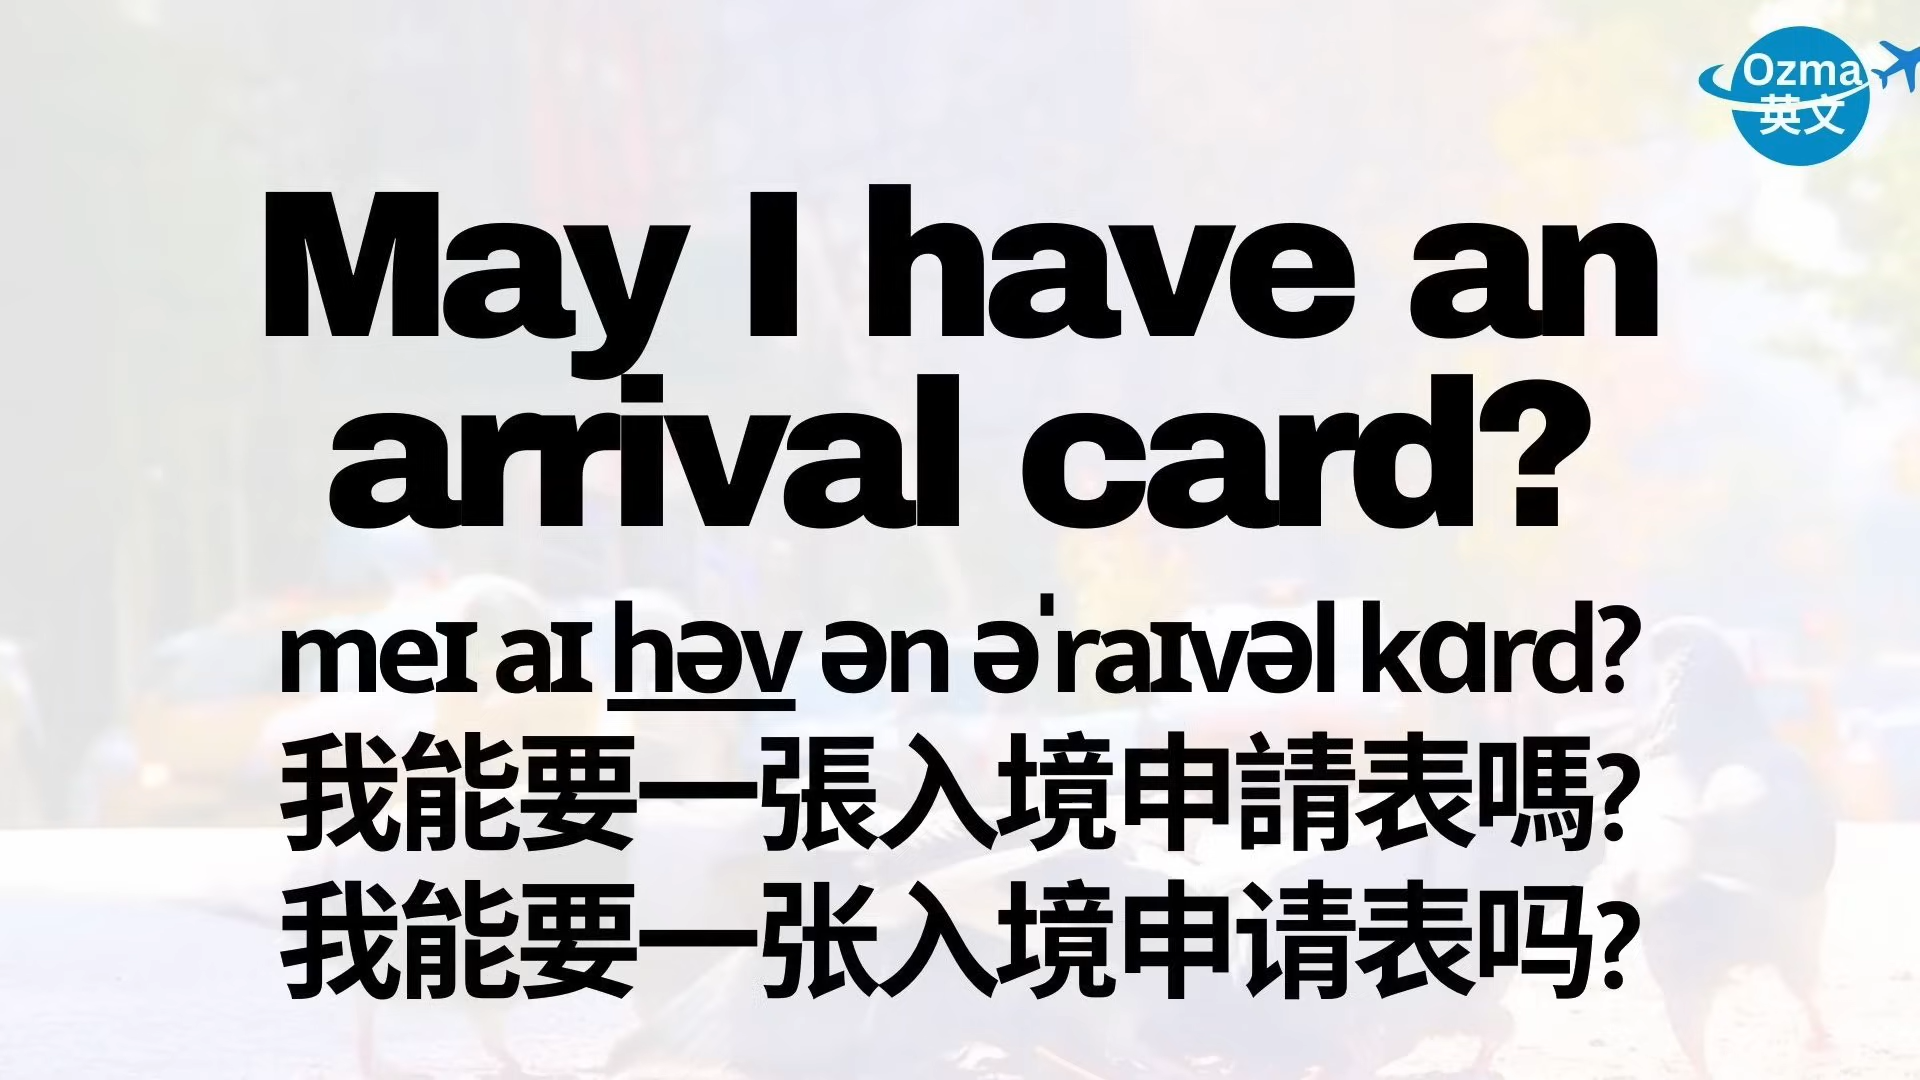 Ozma
英文
May I have an
arrival card?
meɪ aɪ həv ən əˈraɪvəl kɑrd?
我能要一張入境申請表嗎?
我能要一张入境申请表吗?